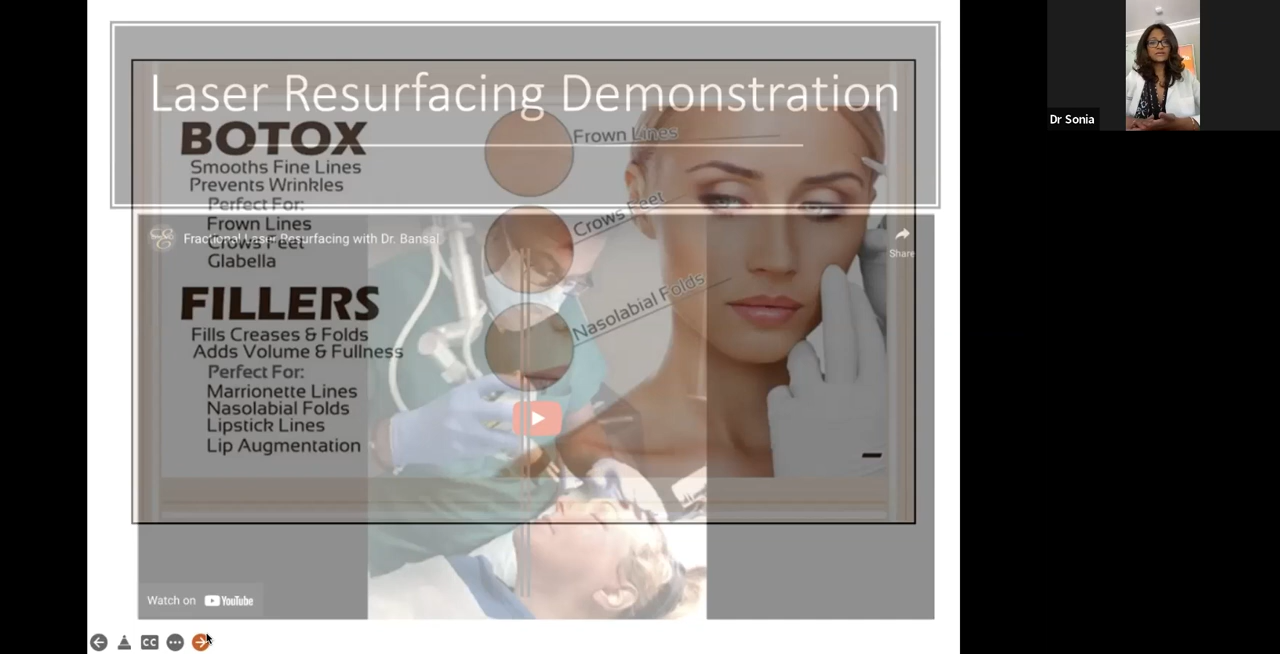 Laser Resurfacing Demonstration
BOTOX
Smooths Fine Lines
Prevents Wrinkles
Perfect For:
Frown Lines
Crows Feet
Glabella
FILLERS
Fills Creases & Folds
Adds Volume & Fullness
Perfect For:
Marrionette Lines
Nasolabial Folds
Lipstick Lines
Lip Augmentation
Frown Lines
Crows Feet
Nasolabial Folds
Fractional Laser Resurfacing with Dr. Bansal
Share
Watch on YouTube
CC
Dr Sonia